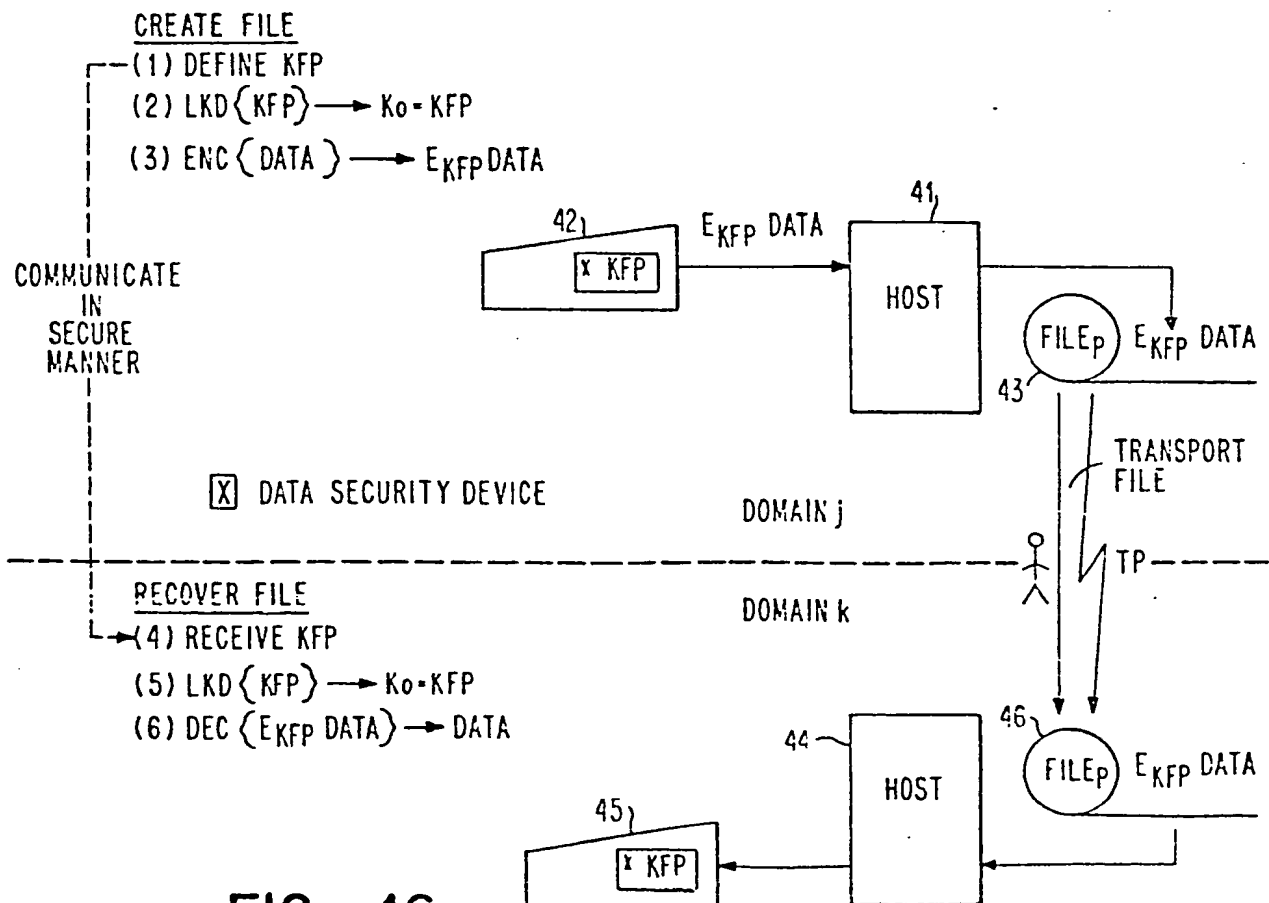 CREATE FILE
(1) DEFINE KFP
(2) LKD{KFP} → Ko=KFP
(3) ENC{DATA} → EKFP DATA
COMMUNICATE
IN
SECURE
MANNER
42
x KFP
EKFP DATA
41
HOST
FILEP
EKFP DATA
43
TRANSPORT
FILE
X DATA SECURITY DEVICE
DOMAIN j
TP
RECOVER FILE
(4) RECEIVE KFP
(5) LKD{KFP} → Ko=KFP
(6) DEC{EKFP DATA} → DATA
DOMAIN k
46
FILEP
EKFP DATA
44
HOST
45
x KFP